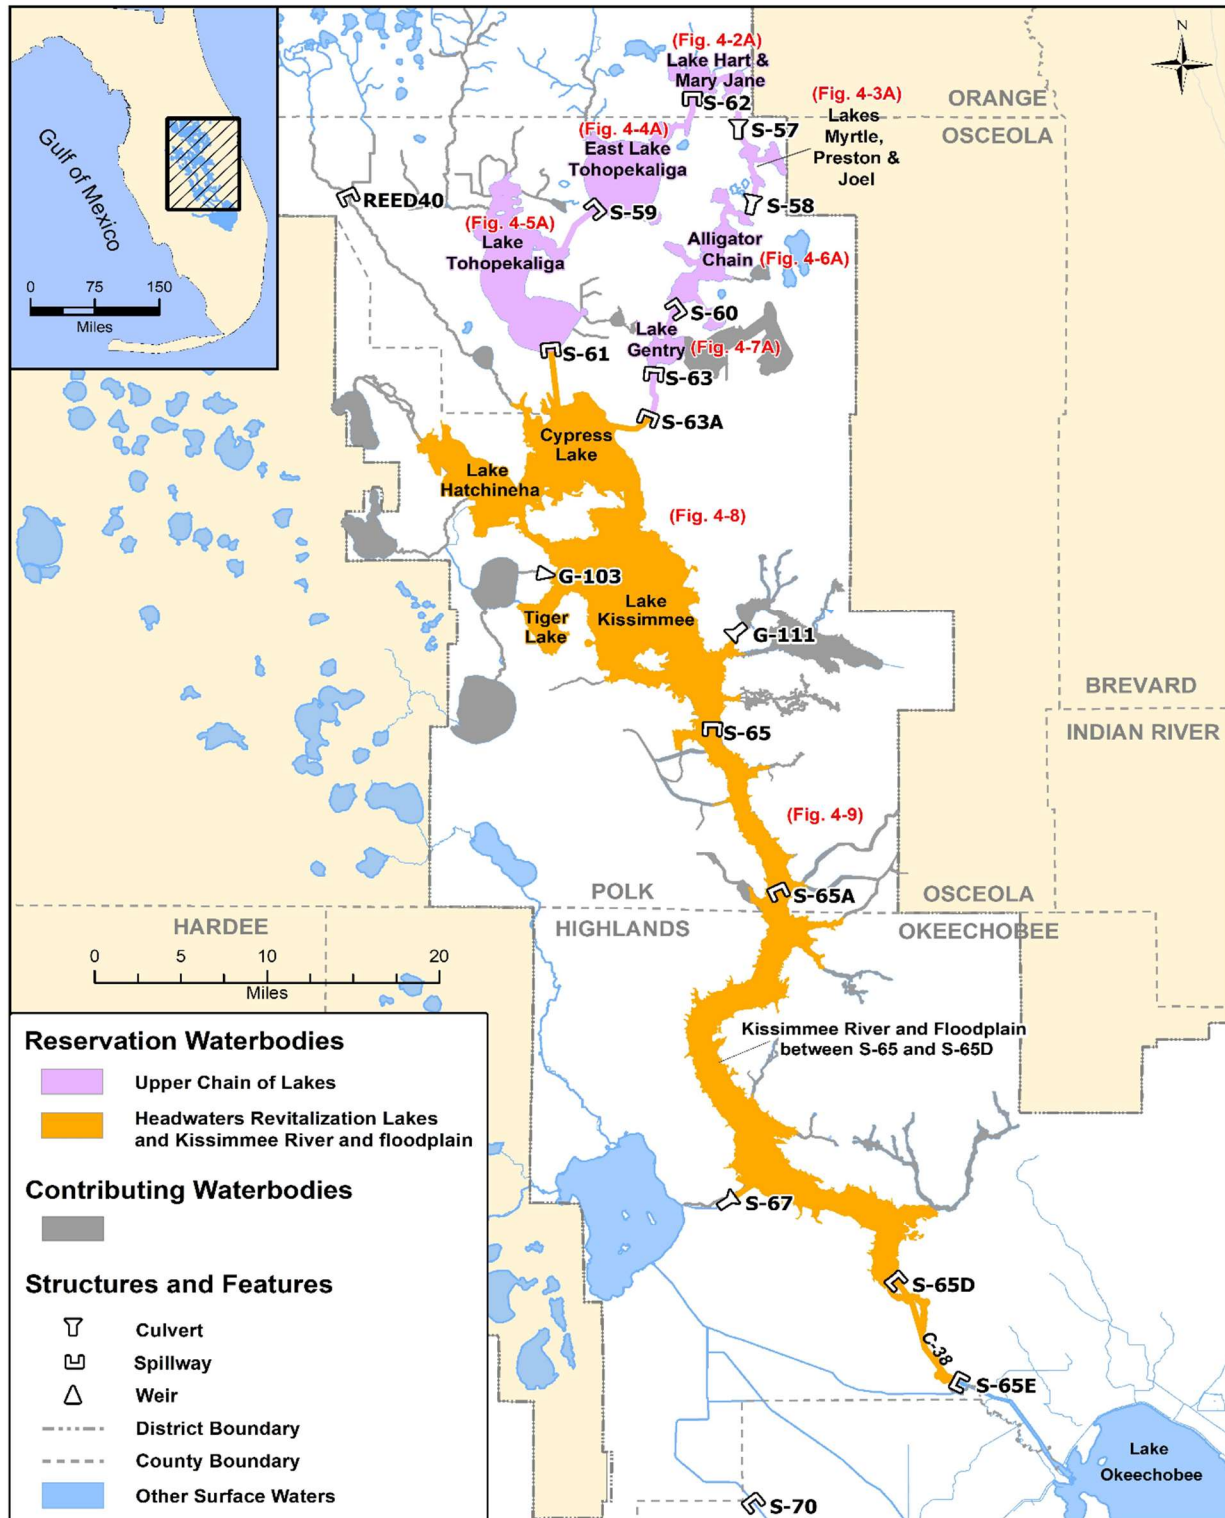 N
(Fig. 4-2A)
Lake Hart &
Mary Jane
S-62
(Fig. 4-3A)
Lakes
Myrtle,
Preston &
Joel
ORANGE
OSCEOLA
S-57
(Fig. 4-4A)
East Lake
Tohopekaliga
Gulf of Mexico
REED40
S-59
S-58
(Fig. 4-5A)
Lake
Tohopekaliga
Alligator
Chain
(Fig. 4-6A)
0 75 150
Miles
S-60
Lake
Gentry
(Fig. 4-7A)
S-61
S-63
S-63A
Cypress
Lake
Lake
Hatchineha
(Fig. 4-8)
G-103
Lake
Kissimmee
Tiger
Lake
G-111
BREVARD
INDIAN RIVER
S-65
(Fig. 4-9)
S-65A
POLK
OSCEOLA
HARDEE
HIGHLANDS
OKEECHOBEE
0 5 10 20
Miles
Kissimmee River and Floodplain
between S-65 and S-65D
Reservation Waterbodies
Upper Chain of Lakes
Headwaters Revitalization Lakes
and Kissimmee River and floodplain
Contributing Waterbodies
Structures and Features
Culvert
Spillway
Weir
District Boundary
County Boundary
Other Surface Waters
S-67
S-65D
C-38
S-65E
Lake
Okeechobee
S-70